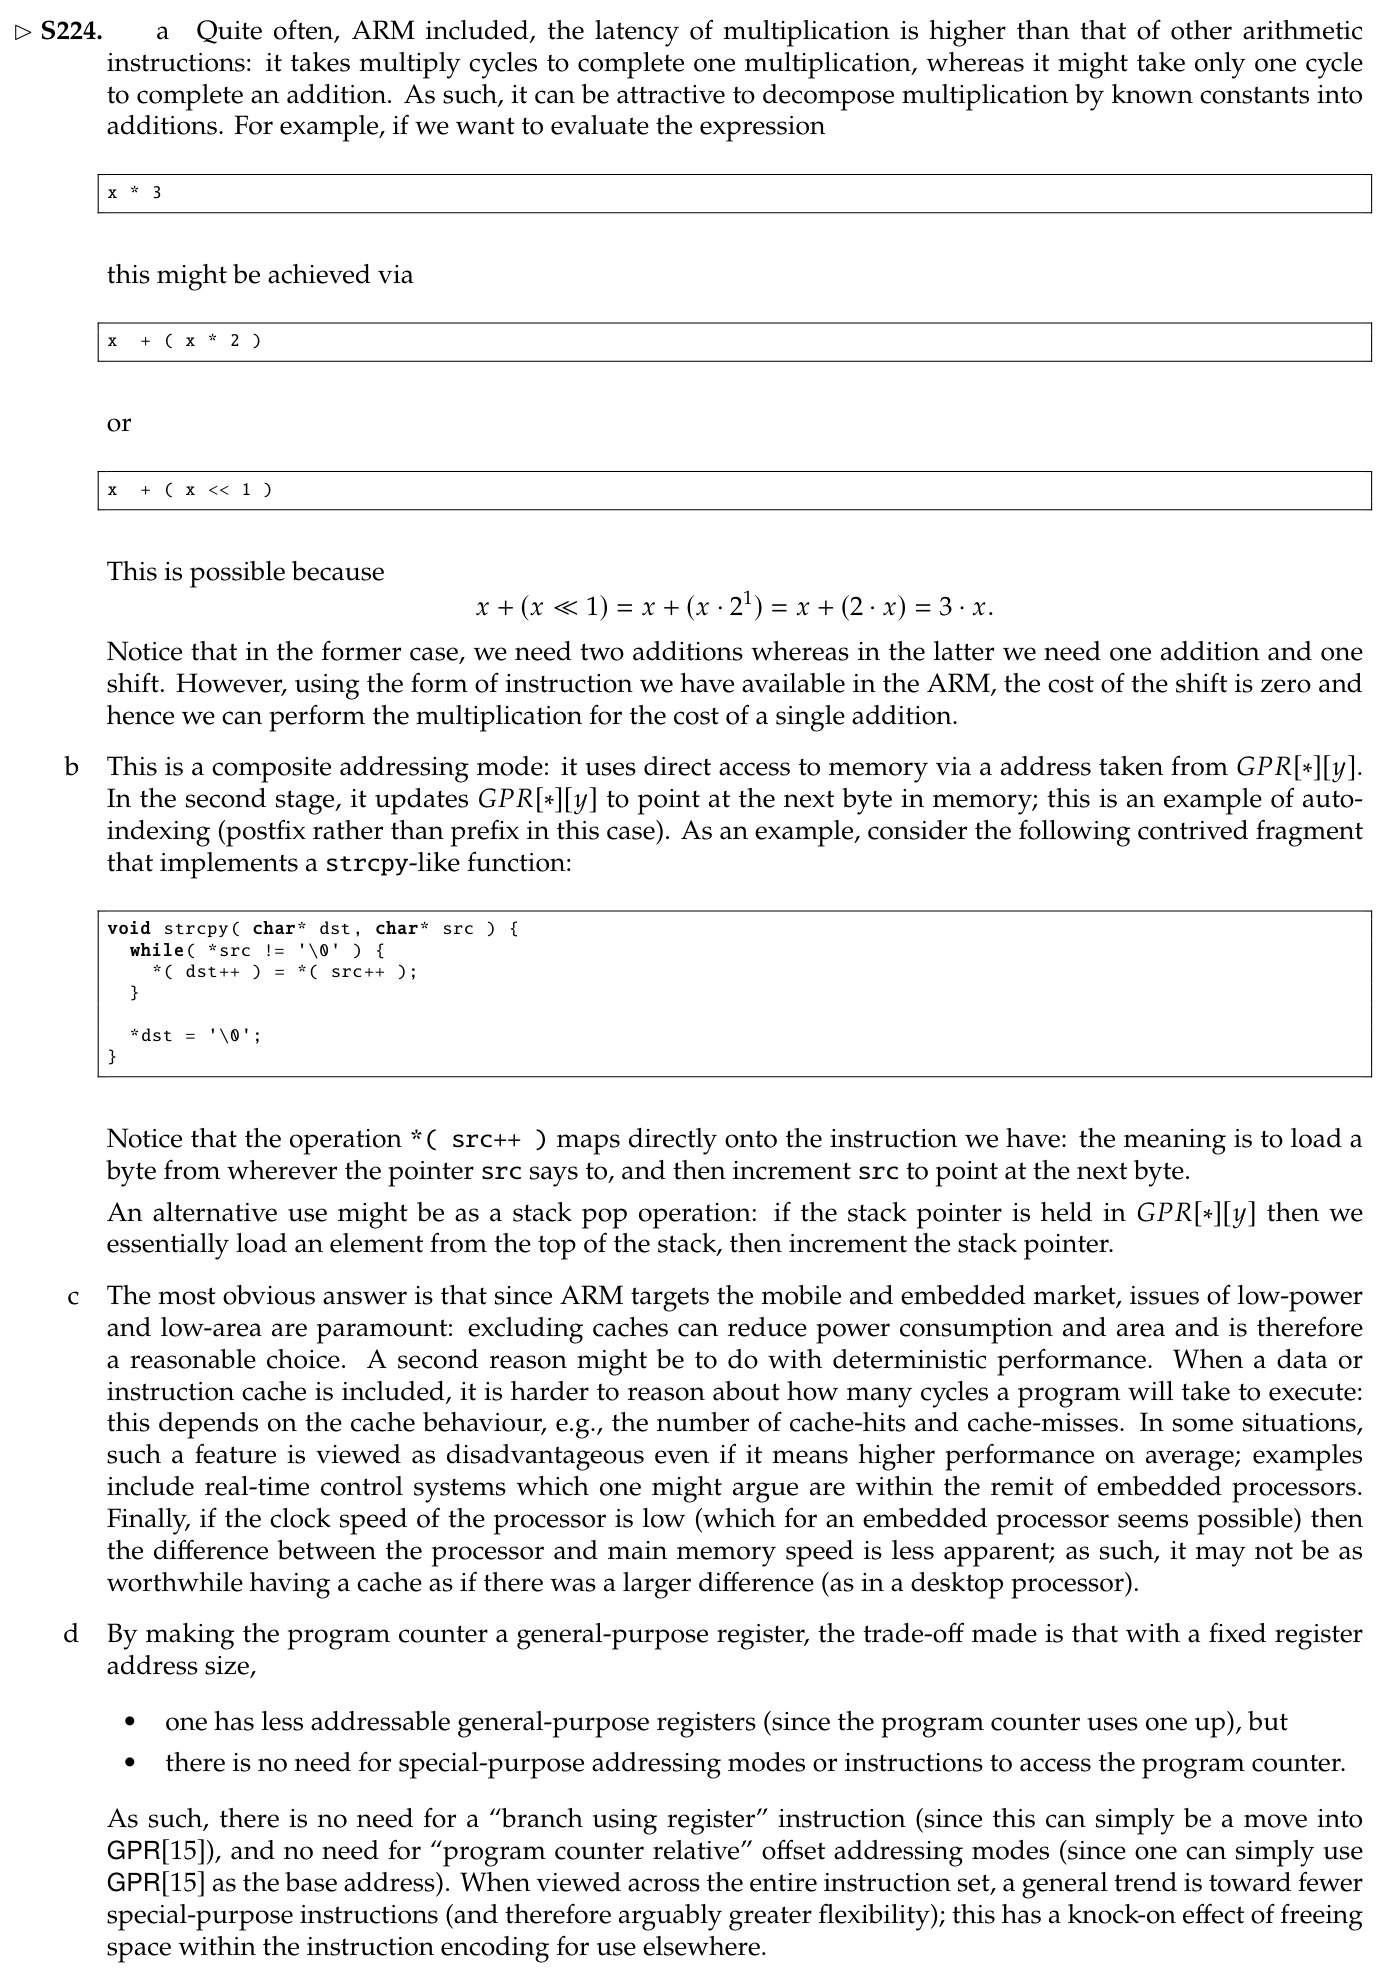 ▷ S224. a Quite often, ARM included, the latency of multiplication is higher than that of other arithmetic
instructions: it takes multiply cycles to complete one multiplication, whereas it might take only one cycle
to complete an addition. As such, it can be attractive to decompose multiplication by known constants into
additions. For example, if we want to evaluate the expression
x * 3
this might be achieved via
x + ( x * 2 )
or
x + ( x << 1 )
This is possible because
x + (x ≪ 1) = x + (x · 2¹) = x + (2 · x) = 3 · x.
Notice that in the former case, we need two additions whereas in the latter we need one addition and one
shift. However, using the form of instruction we have available in the ARM, the cost of the shift is zero and
hence we can perform the multiplication for the cost of a single addition.
b This is a composite addressing mode: it uses direct access to memory via a address taken from GPR[*][y].
In the second stage, it updates GPR[*][y] to point at the next byte in memory; this is an example of auto-
indexing (postfix rather than prefix in this case). As an example, consider the following contrived fragment
that implements a strcpy-like function:
void strcpy( char* dst, char* src ) {
while( *src != '\0' ) {
*( dst++ ) = *( src++ );
}
*dst = '\0';
}
Notice that the operation *( src++ ) maps directly onto the instruction we have: the meaning is to load a
byte from wherever the pointer src says to, and then increment src to point at the next byte.
An alternative use might be as a stack pop operation: if the stack pointer is held in GPR[*][y] then we
essentially load an element from the top of the stack, then increment the stack pointer.
c The most obvious answer is that since ARM targets the mobile and embedded market, issues of low-power
and low-area are paramount: excluding caches can reduce power consumption and area and is therefore
a reasonable choice. A second reason might be to do with deterministic performance. When a data or
instruction cache is included, it is harder to reason about how many cycles a program will take to execute:
this depends on the cache behaviour, e.g., the number of cache-hits and cache-misses. In some situations,
such a feature is viewed as disadvantageous even if it means higher performance on average; examples
include real-time control systems which one might argue are within the remit of embedded processors.
Finally, if the clock speed of the processor is low (which for an embedded processor seems possible) then
the difference between the processor and main memory speed is less apparent; as such, it may not be as
worthwhile having a cache as if there was a larger difference (as in a desktop processor).
d By making the program counter a general-purpose register, the trade-off made is that with a fixed register
address size,
• one has less addressable general-purpose registers (since the program counter uses one up), but
• there is no need for special-purpose addressing modes or instructions to access the program counter.
As such, there is no need for a “branch using register” instruction (since this can simply be a move into
GPR[15]), and no need for “program counter relative” offset addressing modes (since one can simply use
GPR[15] as the base address). When viewed across the entire instruction set, a general trend is toward fewer
special-purpose instructions (and therefore arguably greater flexibility); this has a knock-on effect of freeing
space within the instruction encoding for use elsewhere.